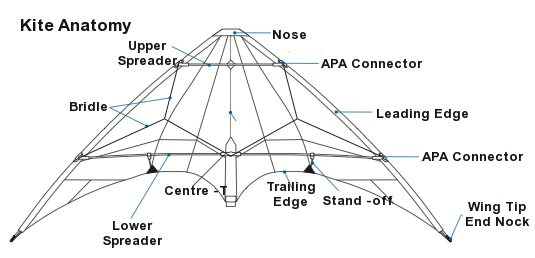 Kite Anatomy
Nose
Upper
Spreader
APA Connector
Bridle
Leading Edge
APA Connector
Centre -T
Trailing
Edge
Stand -off
Lower
Spreader
Wing Tip
End Nock